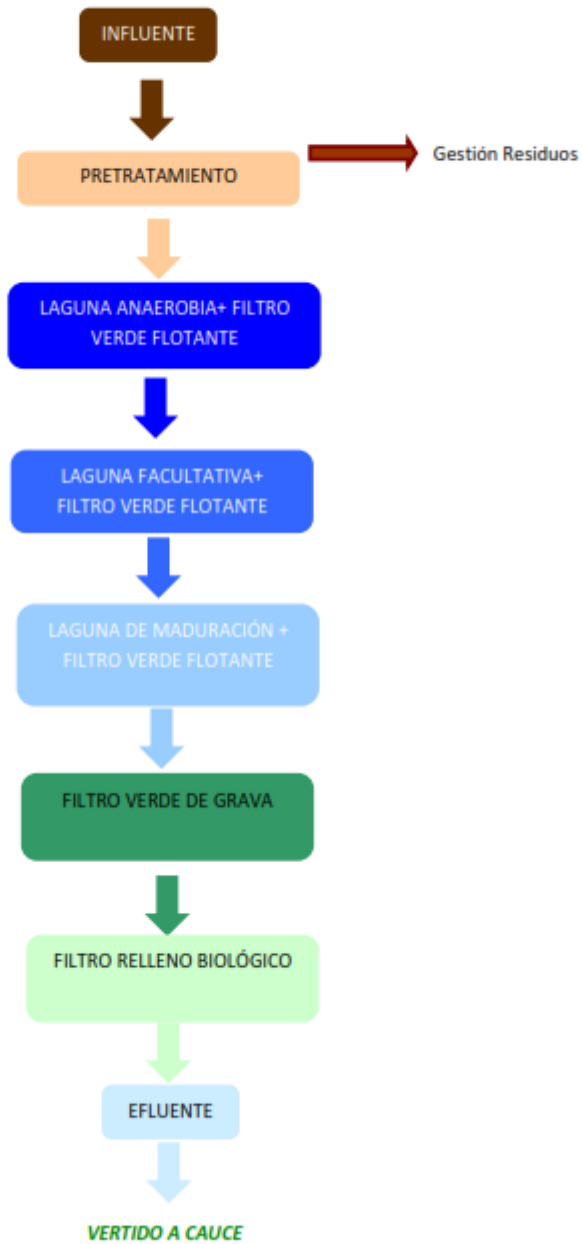 INFLUENTE
Gestión Residuos
PRETRATAMIENTO
LAGUNA ANAEROBIA+ FILTRO
VERDE FLOTANTE
LAGUNA FACULTATIVA+
FILTRO VERDE FLOTANTE
LAGUNA DE MADURACIÓN +
FILTRO VERDE FLOTANTE
FILTRO VERDE DE GRAVA
FILTRO RELLENO BIOLÓGICO
EFLUENTE
VERTIDO A CAUCE